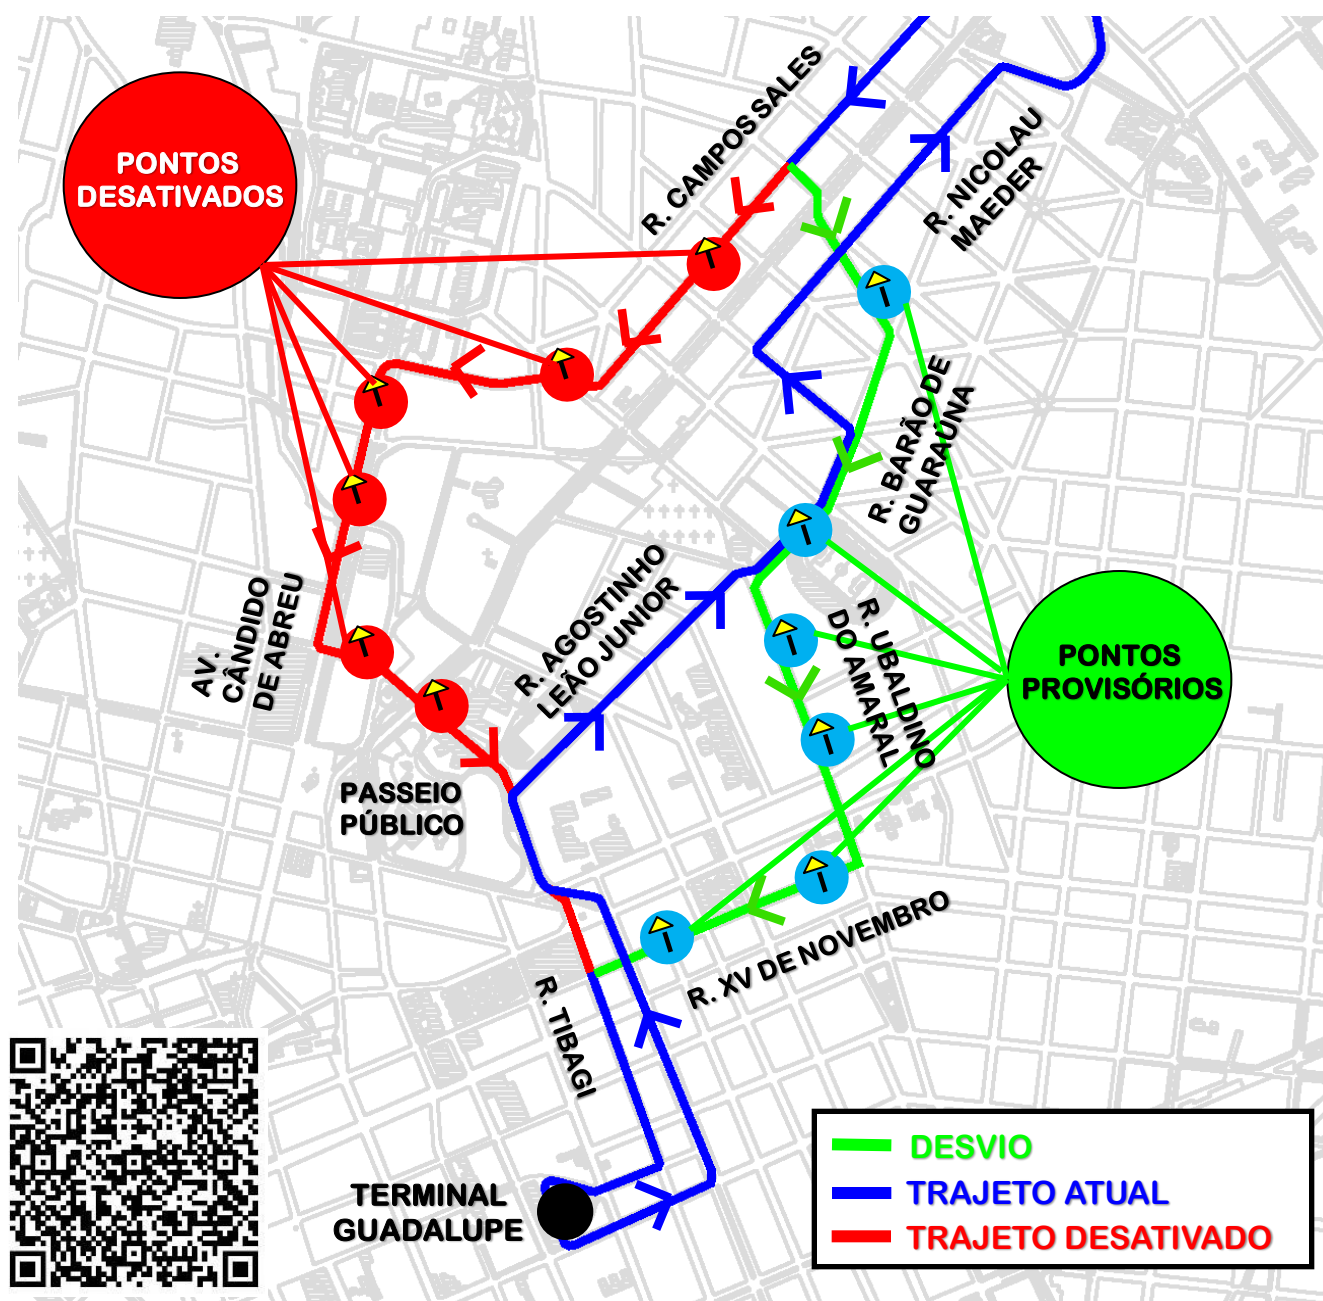 PONTOS
DESATIVADOS
R. CAMPOS SALES
R. NICOLAU
MAEDER
R. BARÃO DE
GUARAÚNA
AV.
CÂNDIDO
DE ABREU
R. AGOSTINHO
LEÃO JUNIOR
R. UBALDINO
DO AMARAL
PONTOS
PROVISÓRIOS
PASSEIO
PÚBLICO
R. XV DE NOVEMBRO
R. TIBAGI
TERMINAL
GUADALUPE
DESVIO
TRAJETO ATUAL
TRAJETO DESATIVADO